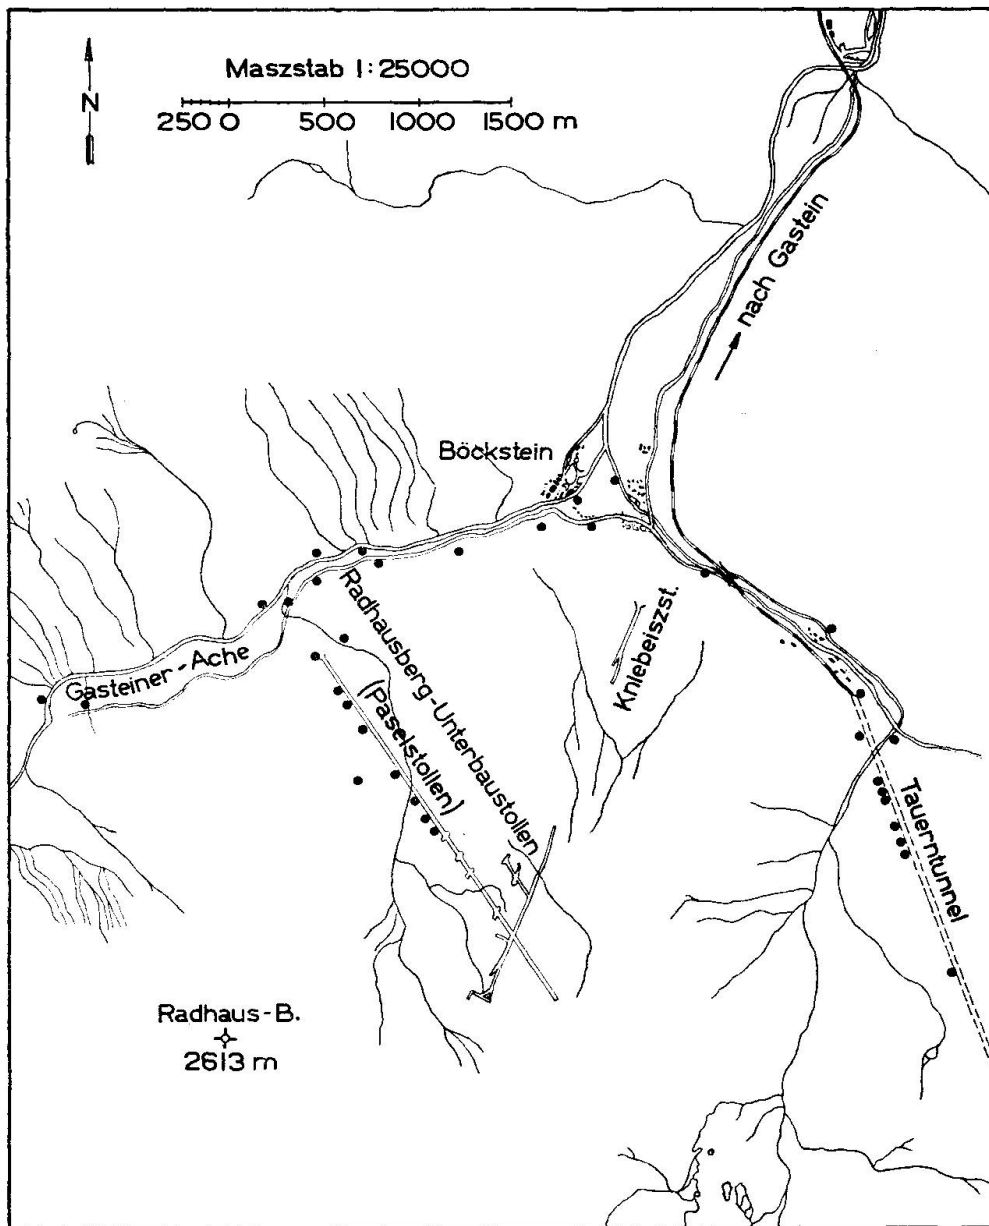 Maszstab 1:25000
N
250 0 500 1000 1500 m
nach Gastein
Böckstein
Radhausberg-Unterbaustollen
(Paselstollen)
Kniebeiszst.
Gasteiner-Ache
Tauerntunnel
Radhaus-B.
2613 m